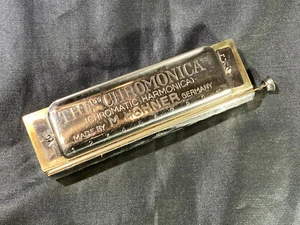 THE "CHROMONICA"
(CHROMATIC HARMONICA)
MADE BY M. HOHNER GERMANY